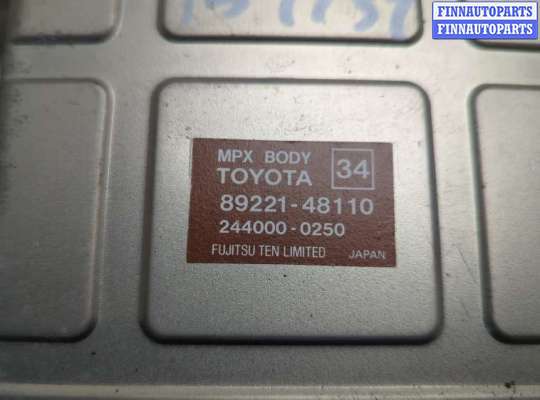 FINNAUTOPARTS
FINNAUTOPARTS
MPX BODY
TOYOTA 34
89221-48110
244000-0250
FUJITSU TEN LIMITED JAPAN